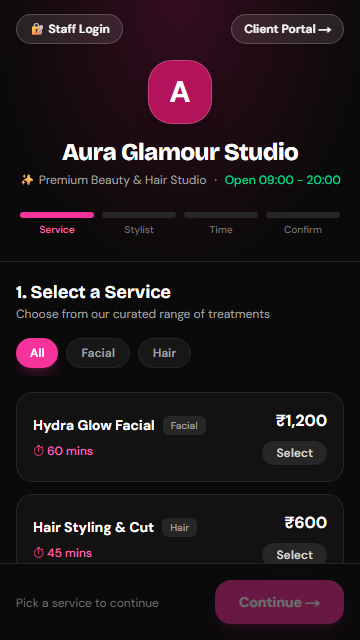 🔐 Staff Login
Client Portal →
A
Aura Glamour Studio
✨ Premium Beauty & Hair Studio · Open 09:00 – 20:00
Service Stylist Time Confirm
1. Select a Service
Choose from our curated range of treatments
All Facial Hair
Hydra Glow Facial Facial ₹1,200
⏱ 60 mins Select
Hair Styling & Cut Hair ₹600
⏱ 45 mins Select
Pick a service to continue Continue →